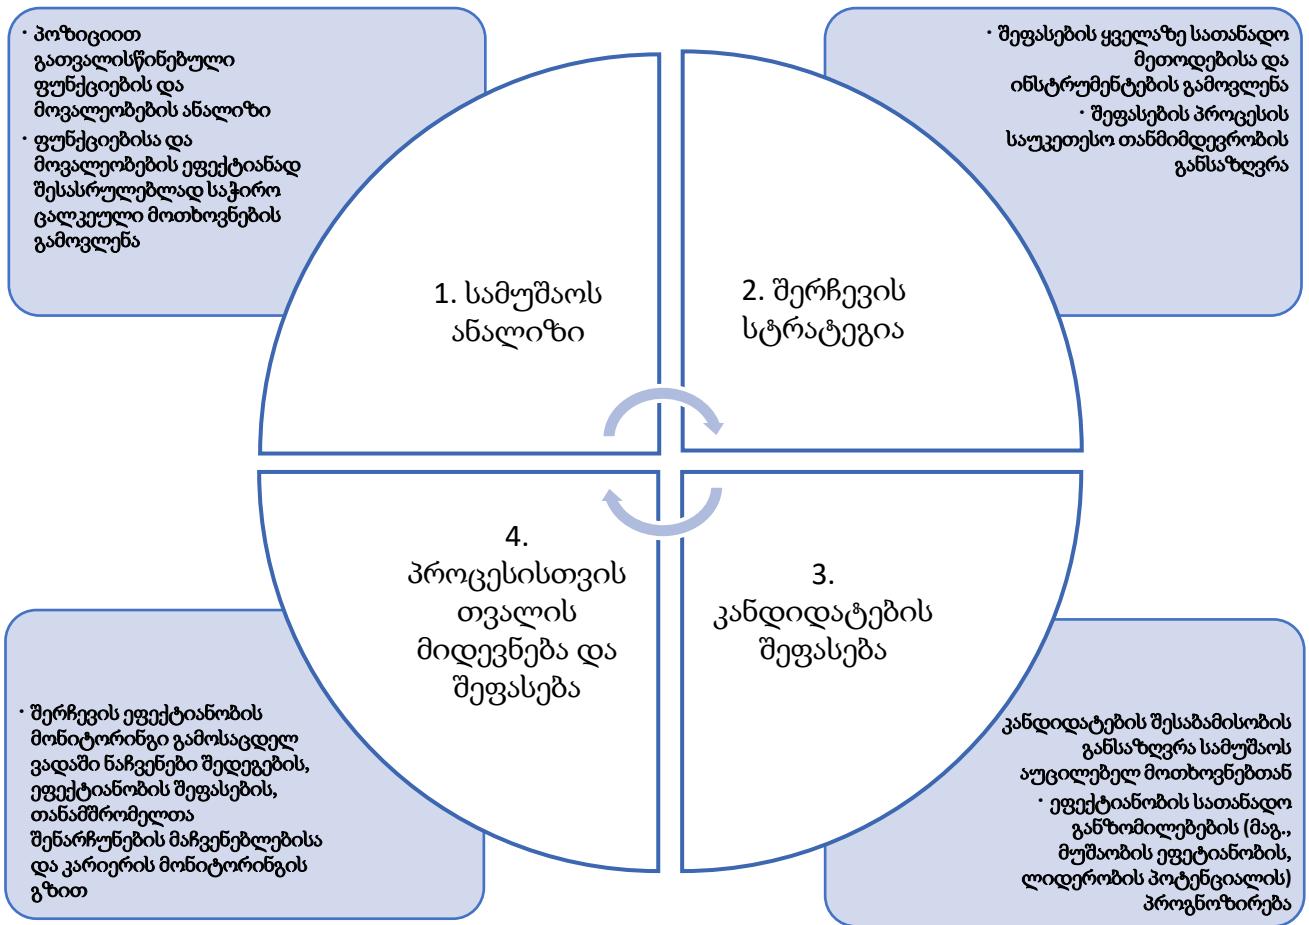 · პოზიციით
გათვალისწინებული
ფუნქციების და
მოვალეობების ანალიზი
· ფუნქციებისა და
მოვალეობების ეფექტიანად
შესასრულებლად საჭირო
ცალკეული მოთხოვნების
გამოვლენა
· შეფასების ყველაზე სათანადო
მეთოდებისა და
ინსტრუმენტების გამოვლენა
· შეფასების პროცესის
საუკეთესო თანმიმდევრობის
განსაზღვრა
1. სამუშაოს
ანალიზი
2. შერჩევის
სტრატეგია
3.
კანდიდატების
შეფასება
4.
პროცესისთვის
თვალის
მიდევნება და
შეფასება
კანდიდატების შესაბამისობის
განსაზღვრა სამუშაოს
აუცილებელ მოთხოვნებთან
· ეფექტიანობის სათანადო
განზომილებების (მაგ.,
მუშაობის ეფეტიანობის,
ლიდერობის პოტენციალის)
პროგნოზირება
· შერჩევის ეფექტიანობის
მონიტორინგი გამოსაცდელ
ვადაში ნაჩვენები შედეგების,
ეფექტიანობის შეფასების,
თანამშრომელთა
შენარჩუნების მაჩვენებლებისა
და კარიერის მონიტორინგის
გზით